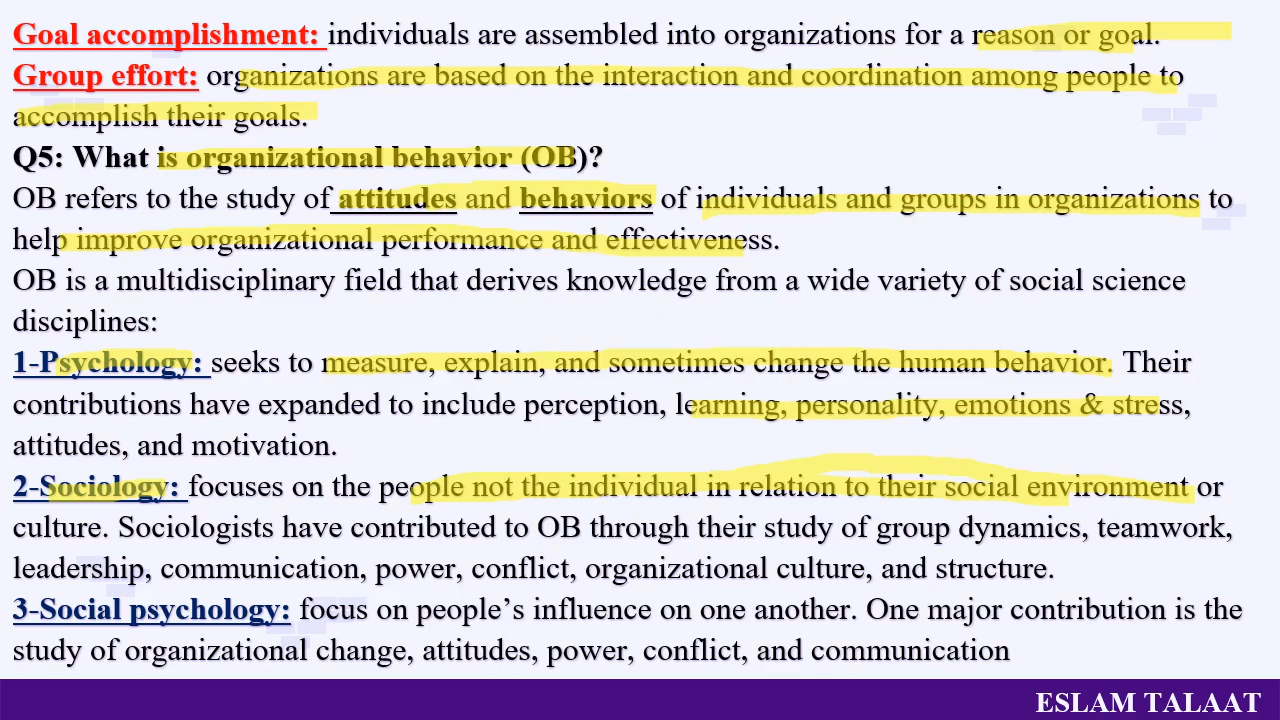 Goal accomplishment: individuals are assembled into organizations for a reason or goal.
Group effort: organizations are based on the interaction and coordination among people to
accomplish their goals.
Q5: What is organizational behavior (OB)?
OB refers to the study of attitudes and behaviors of individuals and groups in organizations to
help improve organizational performance and effectiveness.
OB is a multidisciplinary field that derives knowledge from a wide variety of social science
disciplines:
1-Psychology: seeks to measure, explain, and sometimes change the human behavior. Their
contributions have expanded to include perception, learning, personality, emotions & stress,
attitudes, and motivation.
2-Sociology: focuses on the people not the individual in relation to their social environment or
culture. Sociologists have contributed to OB through their study of group dynamics, teamwork,
leadership, communication, power, conflict, organizational culture, and structure.
3-Social psychology: focus on people’s influence on one another. One major contribution is the
study of organizational change, attitudes, power, conflict, and communication
ESLAM TALAAT